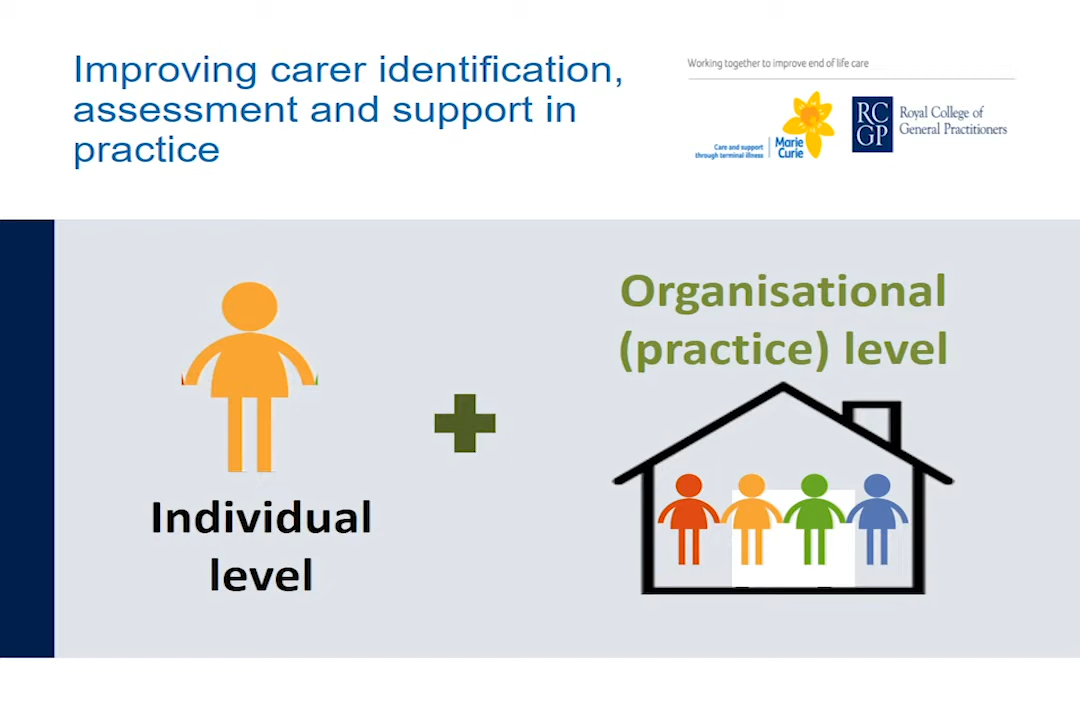 Improving carer identification,
assessment and support in
practice
Working together to improve end of life care
Care and support
through terminal illness
Marie
Curie
RC
GP
Royal College of
General Practitioners
Individual
level
Organisational
(practice) level